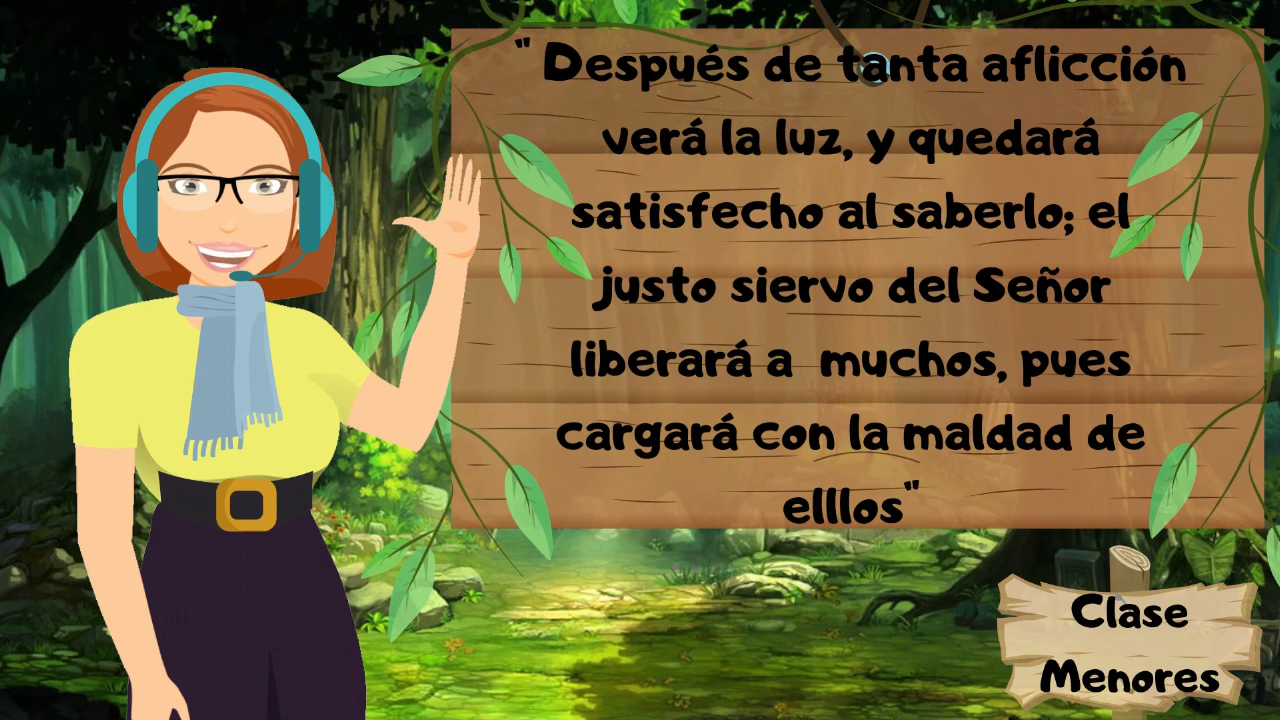 " Después de tanta aflicción
verá la luz, y quedará
satisfecho al saberlo; el
justo siervo del Señor
liberará a  muchos, pues
cargará con la maldad de
elllos"
Clase
Menores